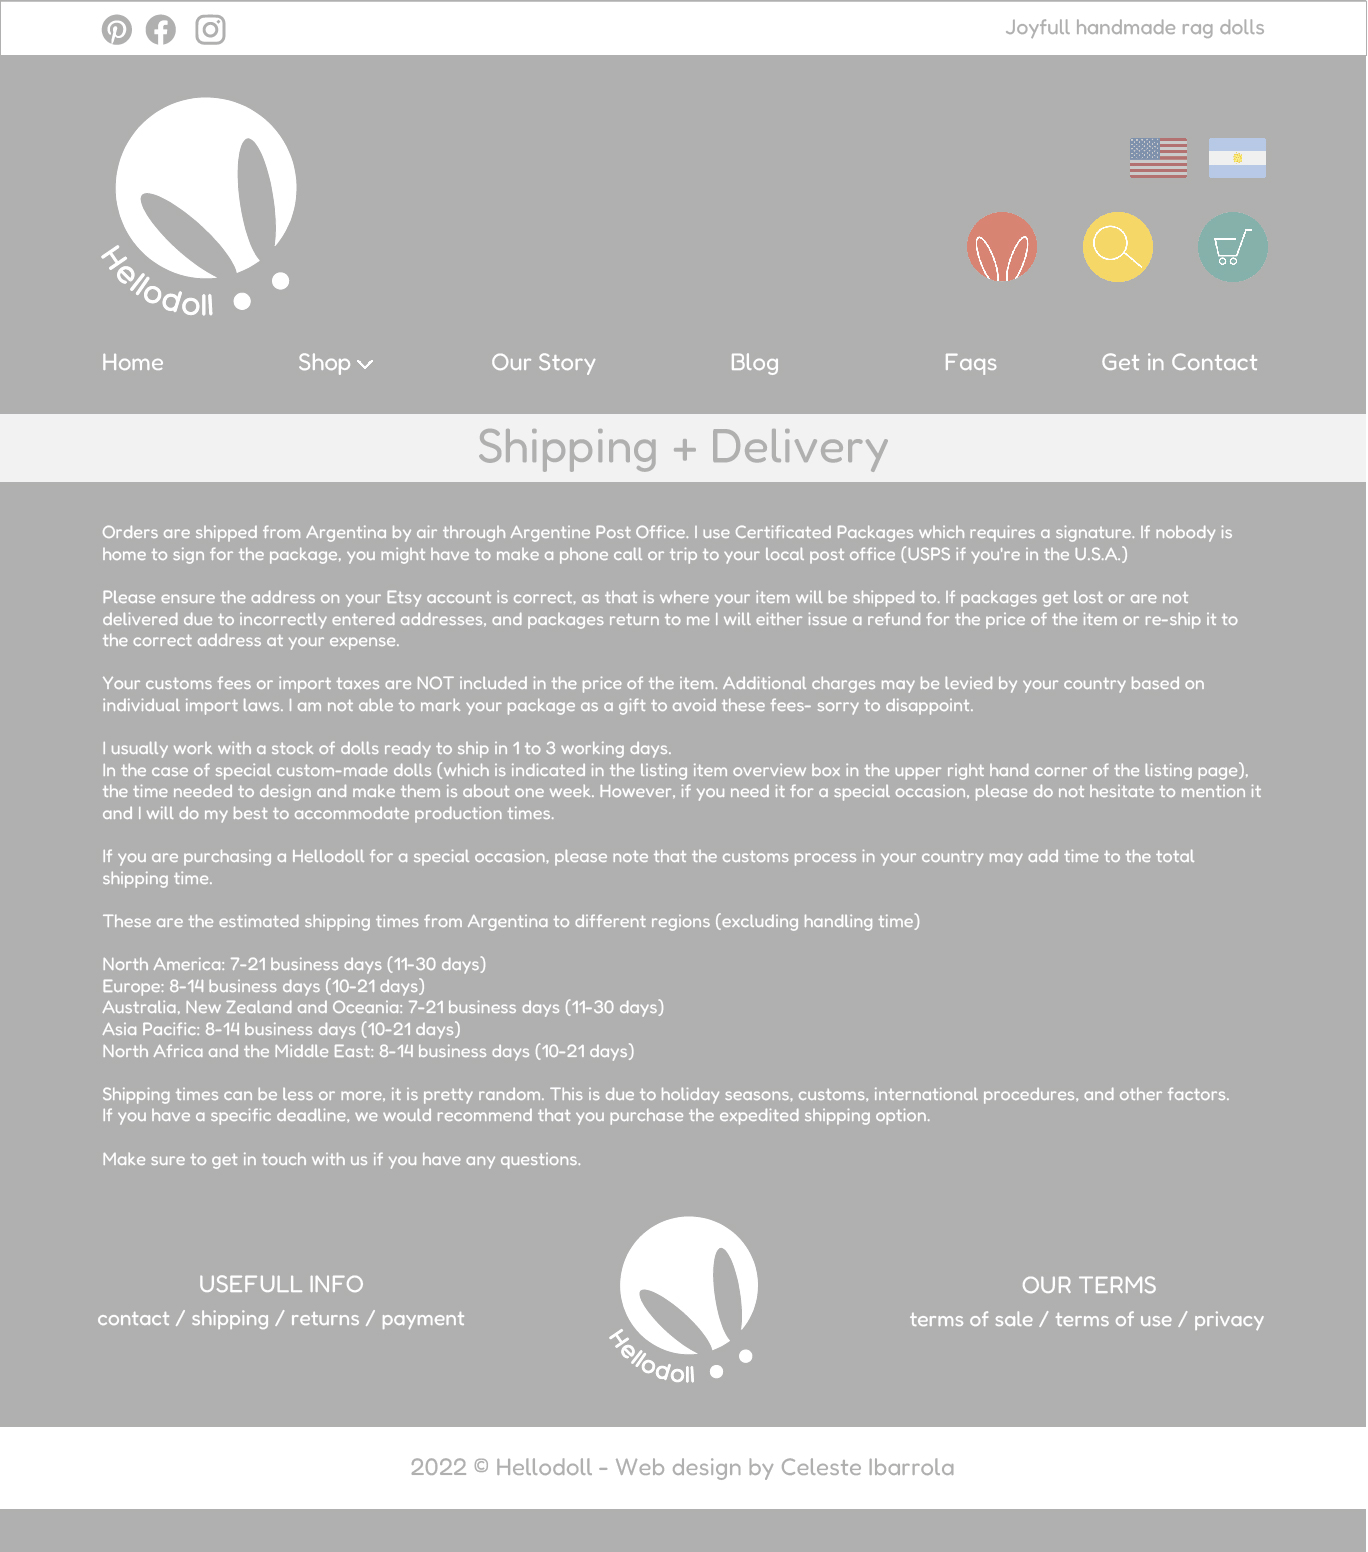 Joyfull handmade rag dolls
Hellodoll
Home Shop Our Story Blog Faqs Get in Contact
Shipping + Delivery
Orders are shipped from Argentina by air through Argentine Post Office. I use Certificated Packages which requires a signature. If nobody is
home to sign for the package, you might have to make a phone call or trip to your local post office (USPS if you're in the U.S.A.)
Please ensure the address on your Etsy account is correct, as that is where your item will be shipped to. If packages get lost or are not
delivered due to incorrectly entered addresses, and packages return to me I will either issue a refund for the price of the item or re-ship it to
the correct address at your expense.
Your customs fees or import taxes are NOT included in the price of the item. Additional charges may be levied by your country based on
individual import laws. I am not able to mark your package as a gift to avoid these fees- sorry to disappoint.
I usually work with a stock of dolls ready to ship in 1 to 3 working days.
In the case of special custom-made dolls (which is indicated in the listing item overview box in the upper right hand corner of the listing page),
the time needed to design and make them is about one week. However, if you need it for a special occasion, please do not hesitate to mention it
and I will do my best to accommodate production times.
If you are purchasing a Hellodoll for a special occasion, please note that the customs process in your country may add time to the total
shipping time.
These are the estimated shipping times from Argentina to different regions (excluding handling time)
North America: 7-21 business days (11-30 days)
Europe: 8-14 business days (10-21 days)
Australia, New Zealand and Oceania: 7-21 business days (11-30 days)
Asia Pacific: 8-14 business days (10-21 days)
North Africa and the Middle East: 8-14 business days (10-21 days)
Shipping times can be less or more, it is pretty random. This is due to holiday seasons, customs, international procedures, and other factors.
If you have a specific deadline, we would recommend that you purchase the expedited shipping option.
Make sure to get in touch with us if you have any questions.
USEFULL INFO
contact / shipping / returns / payment
Hellodoll
OUR TERMS
terms of sale / terms of use / privacy
2022 © Hellodoll - Web design by Celeste Ibarrola